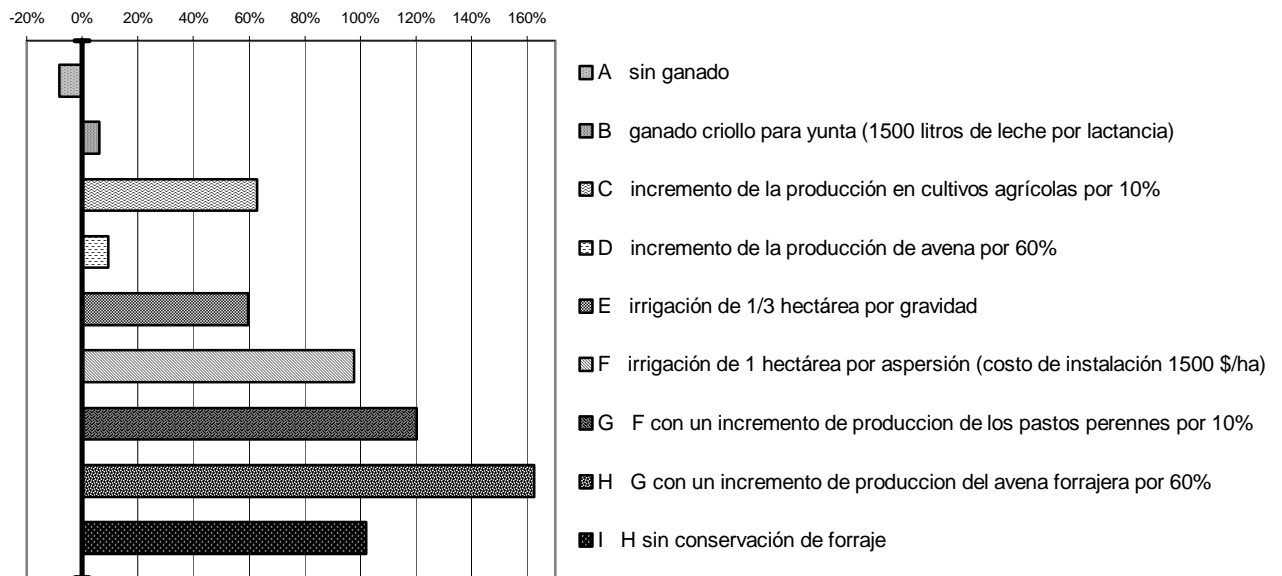 -20% 0% 20% 40% 60% 80% 100% 120% 140% 160%
A sin ganado
B ganado criollo para yunta (1500 litros de leche por lactancia)
C incremento de la producción en cultivos agrícolas por 10%
D incremento de la producción de avena por 60%
E irrigación de 1/3 hectárea por gravidad
F irrigación de 1 hectárea por aspersión (costo de instalación 1500 $/ha)
G F con un incremento de produccion de los pastos perennes por 10%
H G con un incremento de produccion del avena forrajera por 60%
I H sin conservación de forraje